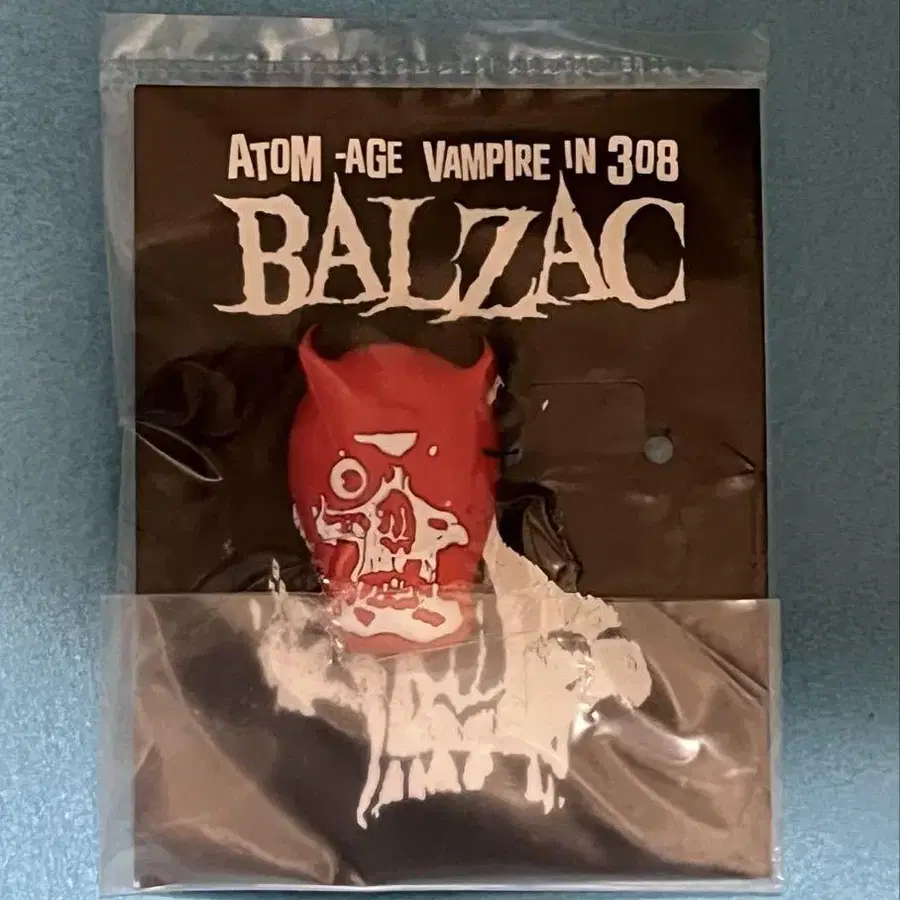 ATOM -AGE VAMPIRE IN 308
BALZAC